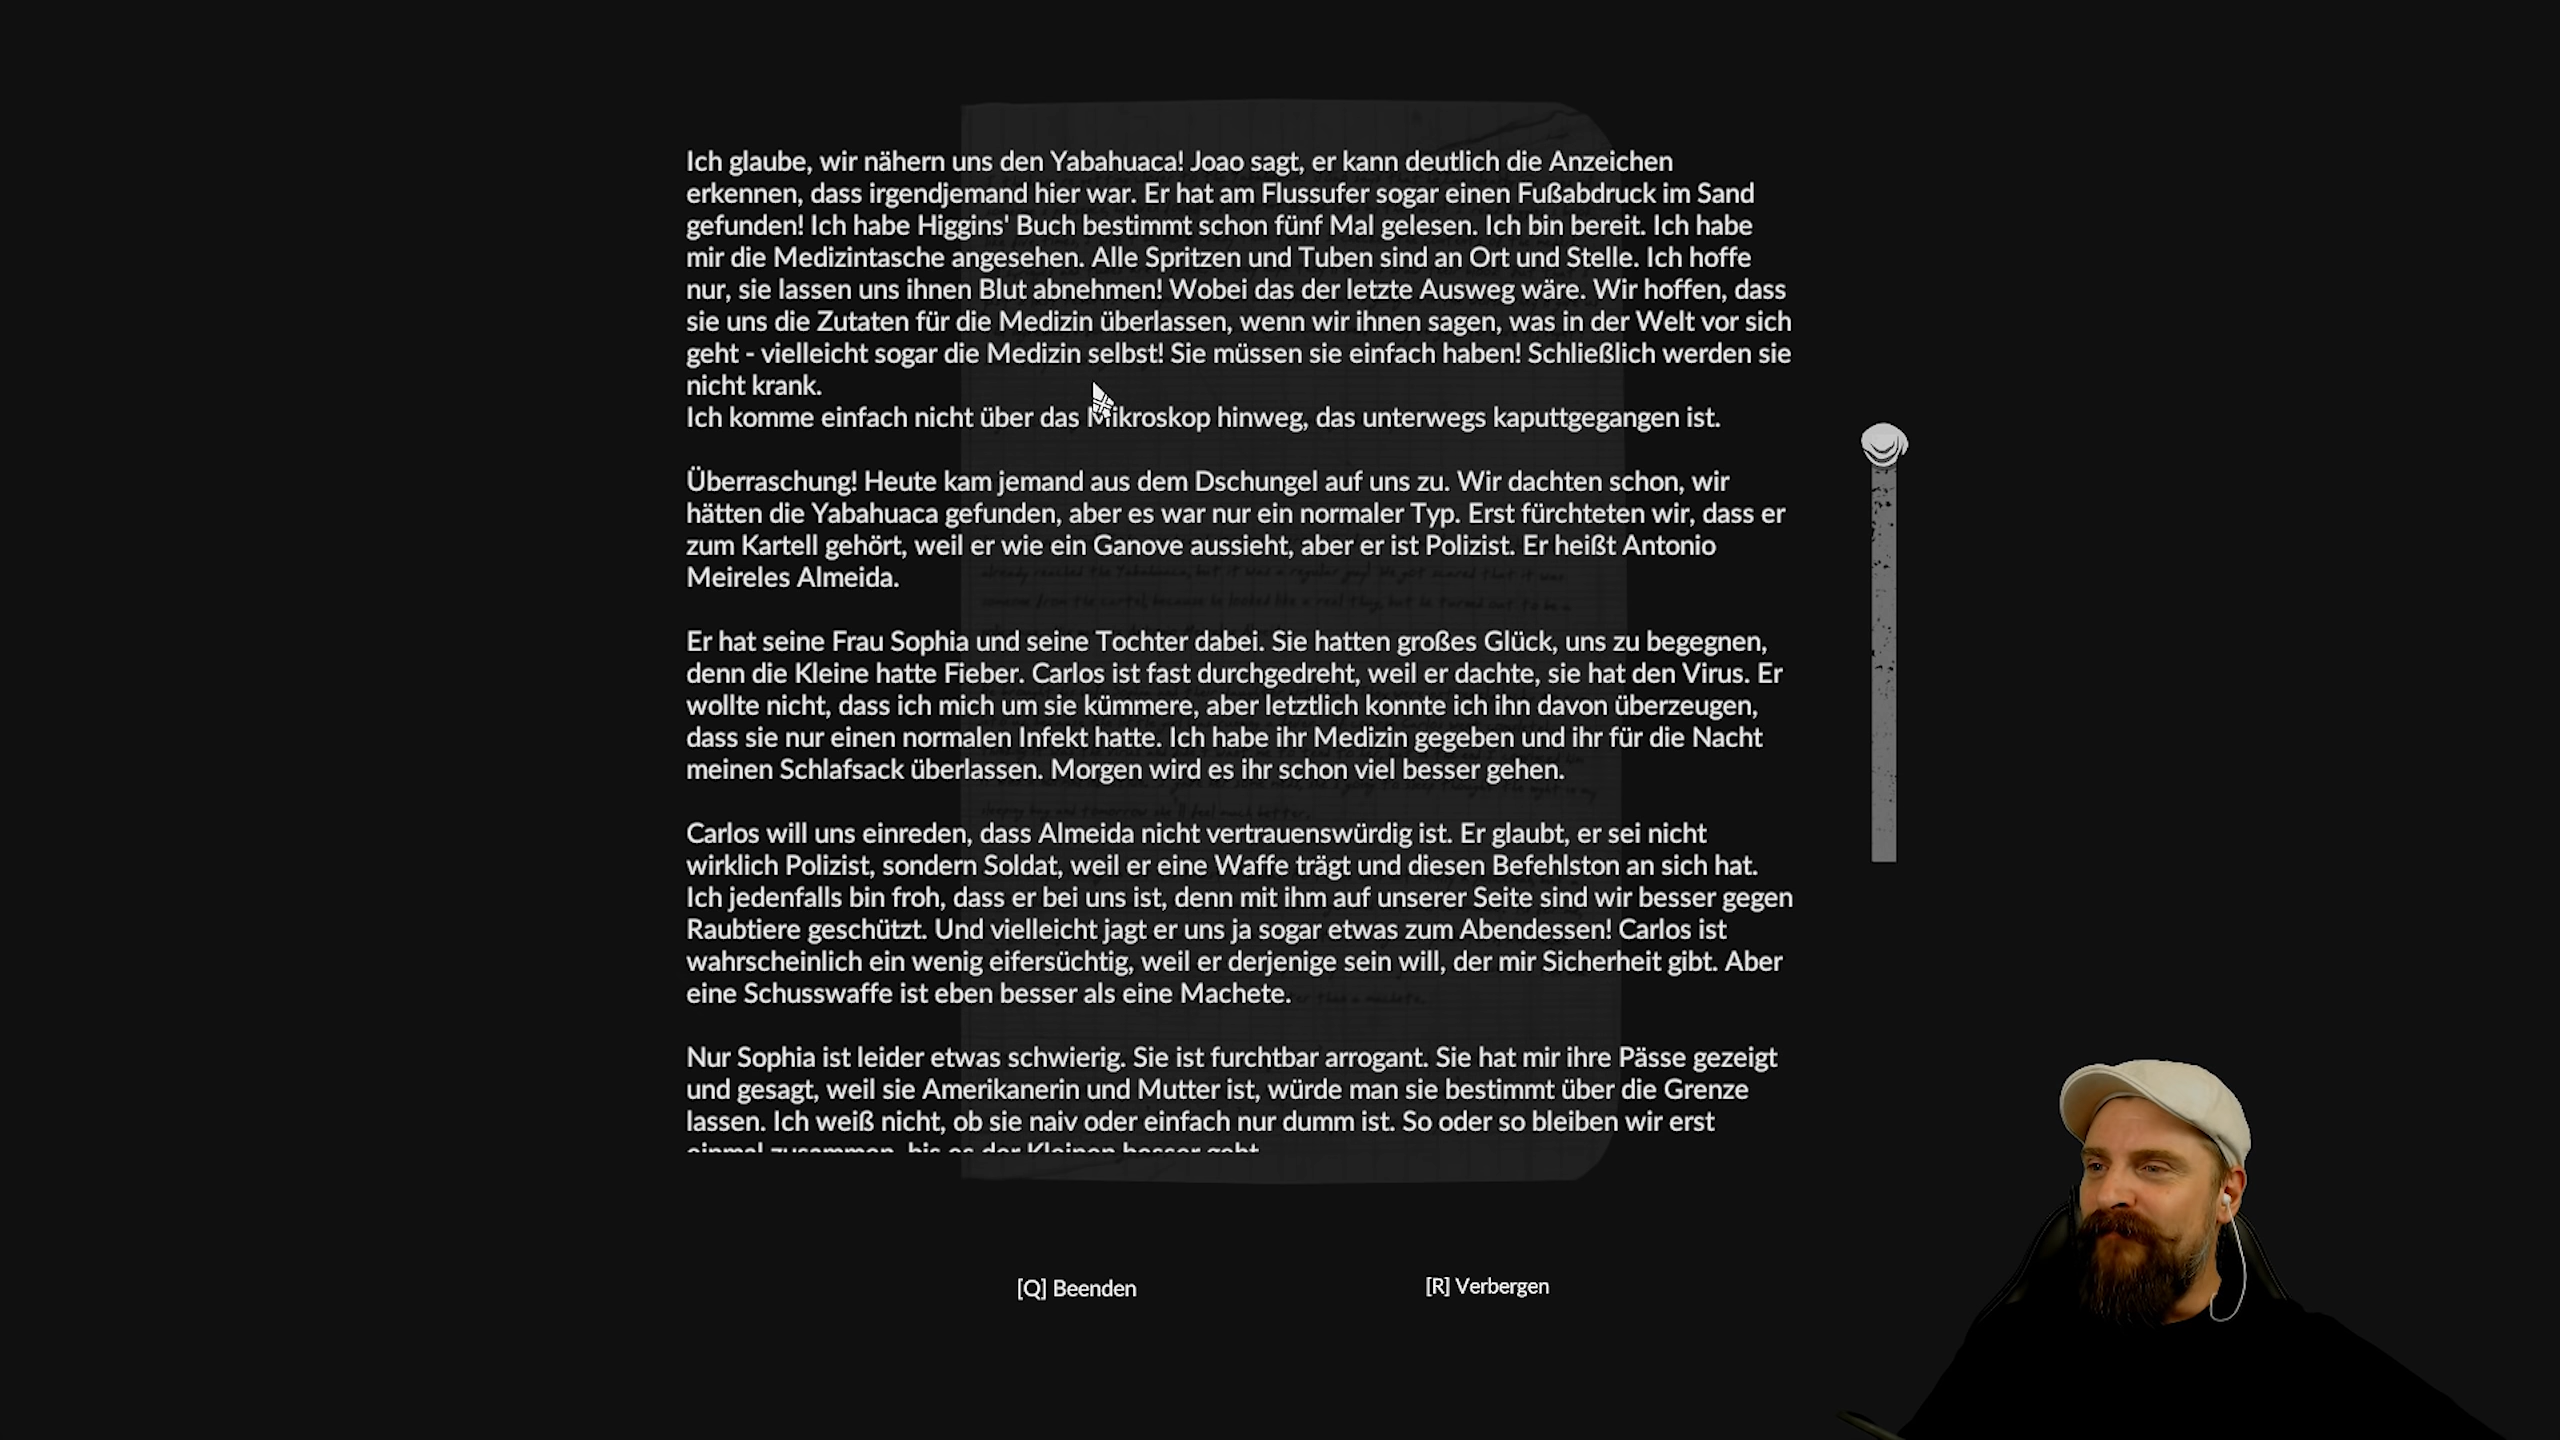 Ich glaube, wir nähern uns den Yabahuaca! Joao sagt, er kann deutlich die Anzeichen
erkennen, dass irgendjemand hier war. Er hat am Flussufer sogar einen Fußabdruck im Sand
gefunden! Ich habe Higgins' Buch bestimmt schon fünf Mal gelesen. Ich bin bereit. Ich habe
mir die Medizintasche angesehen. Alle Spritzen und Tuben sind an Ort und Stelle. Ich hoffe
nur, sie lassen uns ihnen Blut abnehmen! Wobei das der letzte Ausweg wäre. Wir hoffen, dass
sie uns die Zutaten für die Medizin überlassen, wenn wir ihnen sagen, was in der Welt vor sich
geht - vielleicht sogar die Medizin selbst! Sie müssen sie einfach haben! Schließlich werden sie
nicht krank.
Ich komme einfach nicht über das Mikroskop hinweg, das unterwegs kaputtgegangen ist.
Überraschung! Heute kam jemand aus dem Dschungel auf uns zu. Wir dachten schon, wir
hätten die Yabahuaca gefunden, aber es war nur ein normaler Typ. Erst fürchteten wir, dass er
zum Kartell gehört, weil er wie ein Ganove aussieht, aber er ist Polizist. Er heißt Antonio
Meireles Almeida.
Er hat seine Frau Sophia und seine Tochter dabei. Sie hatten großes Glück, uns zu begegnen,
denn die Kleine hatte Fieber. Carlos ist fast durchgedreht, weil er dachte, sie hat den Virus. Er
wollte nicht, dass ich mich um sie kümmere, aber letztlich konnte ich ihn davon überzeugen,
dass sie nur einen normalen Infekt hatte. Ich habe ihr Medizin gegeben und ihr für die Nacht
meinen Schlafsack überlassen. Morgen wird es ihr schon viel besser gehen.
Carlos will uns einreden, dass Almeida nicht vertrauenswürdig ist. Er glaubt, er sei nicht
wirklich Polizist, sondern Soldat, weil er eine Waffe trägt und diesen Befehlston an sich hat.
Ich jedenfalls bin froh, dass er bei uns ist, denn mit ihm auf unserer Seite sind wir besser gegen
Raubtiere geschützt. Und vielleicht jagt er uns ja sogar etwas zum Abendessen! Carlos ist
wahrscheinlich ein wenig eifersüchtig, weil er derjenige sein will, der mir Sicherheit gibt. Aber
eine Schusswaffe ist eben besser als eine Machete.
Nur Sophia ist leider etwas schwierig. Sie ist furchtbar arrogant. Sie hat mir ihre Pässe gezeigt
und gesagt, weil sie Amerikanerin und Mutter ist, würde man sie bestimmt über die Grenze
lassen. Ich weiß nicht, ob sie naiv oder einfach nur dumm ist. So oder so bleiben wir erst
einmal zusammen, bis es der Kleinen besser geht.
[Q] Beenden
[R] Verbergen